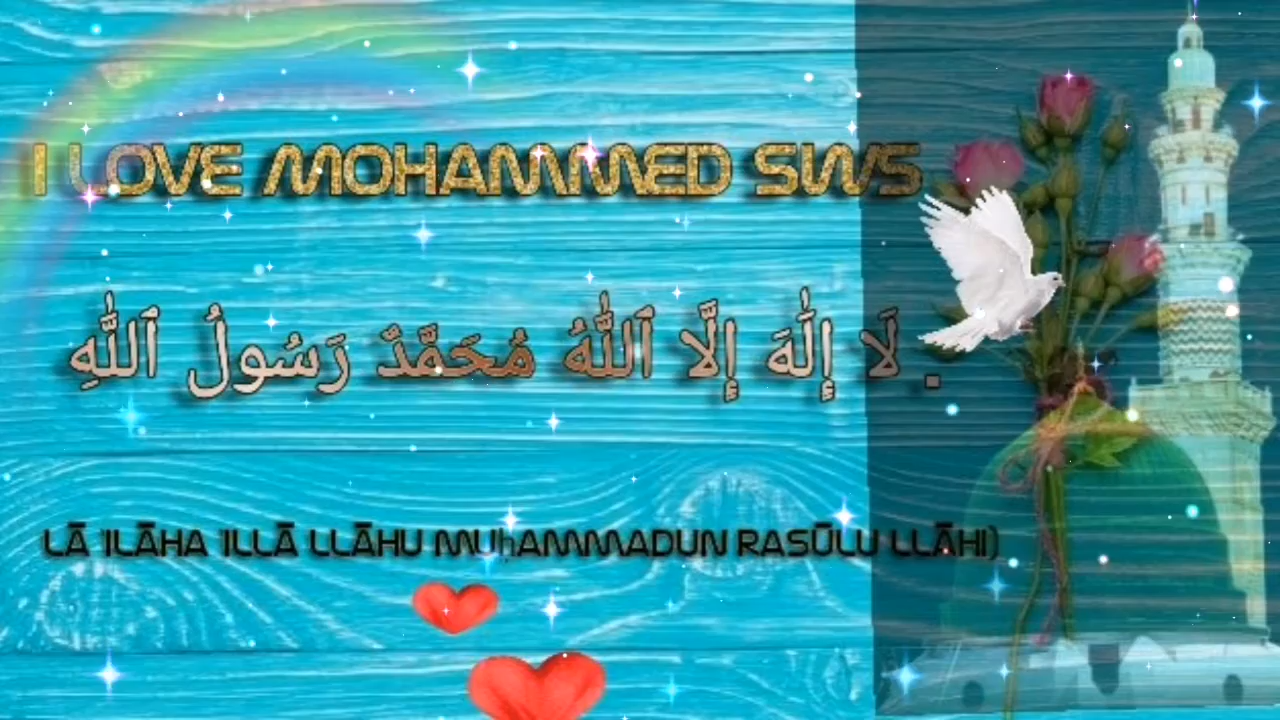 I LOVE MOHAMMED SWS
لَا إِلَٰهَ إِلَّا ٱللَّٰهُ مُحَمَّدٌ رَسُولُ ٱللَّٰهِ .
LĀ ʾILĀHA ʾILLĀ LLĀHU MUḥAMMADUN RASŪLU LLĀHI)